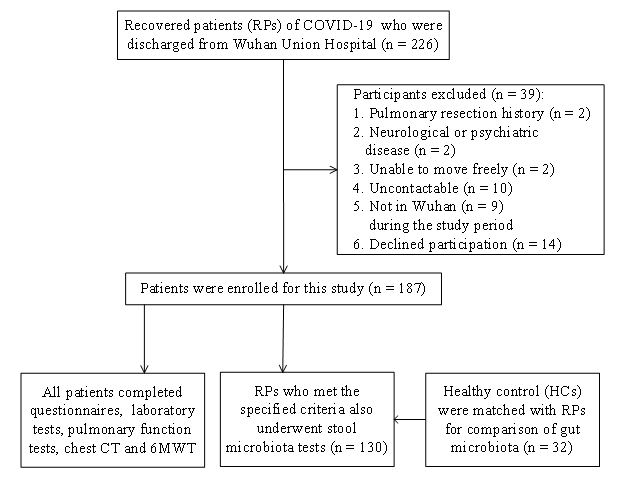 Recovered patients (RPs) of COVID-19 who were
discharged from Wuhan Union Hospital (n = 226)
Participants excluded (n = 39):
1. Pulmonary resection history (n = 2)
2. Neurological or psychiatric
disease (n = 2)
3. Unable to move freely (n = 2)
4. Uncontactable (n = 10)
5. Not in Wuhan (n = 9)
during the study period
6. Declined participation (n = 14)
Patients were enrolled for this study (n = 187)
All patients completed
questionnaires, laboratory
tests, pulmonary function
tests, chest CT and 6MWT
RPs who met the
specified criteria also
underwent stool
microbiota tests (n = 130)
Healthy control (HCs)
were matched with RPs
for comparison of gut
microbiota (n = 32)